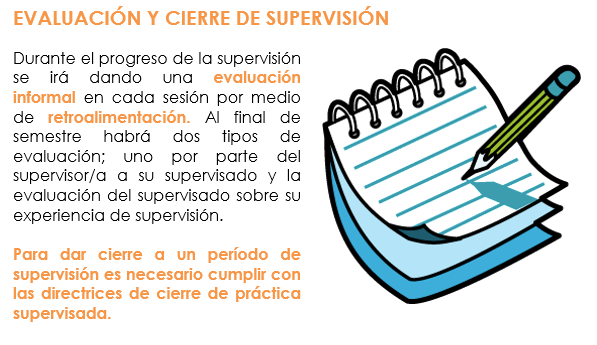 EVALUACIÓN Y CIERRE DE SUPERVISIÓN
Durante el progreso de la supervisión
se irá dando una evaluación
informal en cada sesión por medio
de retroalimentación. Al final de
semestre habrá dos tipos de
evaluación; uno por parte del
supervisor/a a su supervisado y la
evaluación del supervisado sobre su
experiencia de supervisión.
Para dar cierre a un período de
supervisión es necesario cumplir con
las directrices de cierre de práctica
supervisada.